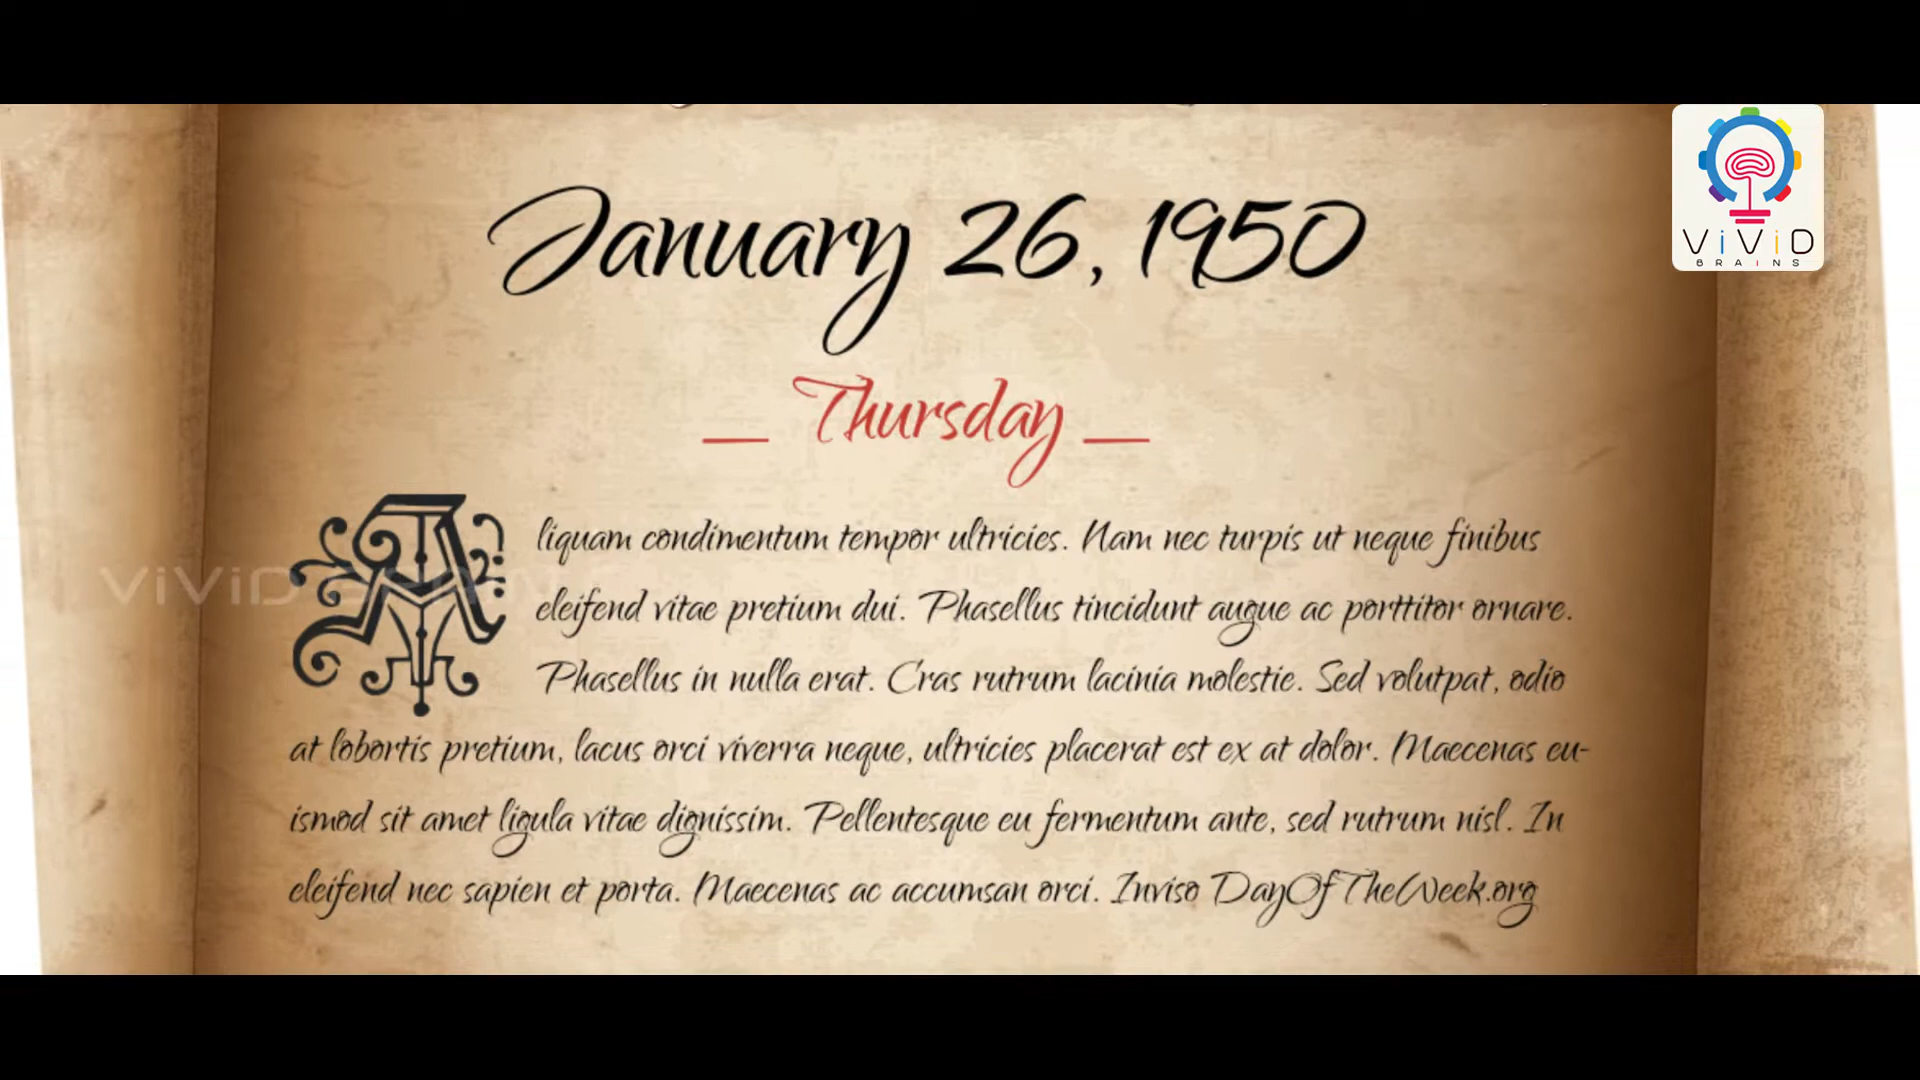 January 26, 1950
ViViD
BRAiNS
Thursday
Aliquam condimentum tempor ultricies. Nam nec turpis ut neque finibus
eleifend vitae pretium dui. Phasellus tincidunt augue ac porttitor ornare.
Phasellus in nulla erat. Cras rutrum lacinia molestie. Sed volutpat, odio
at lobortis pretium, lacus orci viverra neque, ultricies placerat est ex at dolor. Maecenas eu-
ismod sit amet ligula vitae dignissim. Pellentesque eu fermentum ante, sed rutrum nisl. In
eleifend nec sapien et porta. Maecenas ac accumsan orci. Inviso DayOfTheWeek.org
ViViD